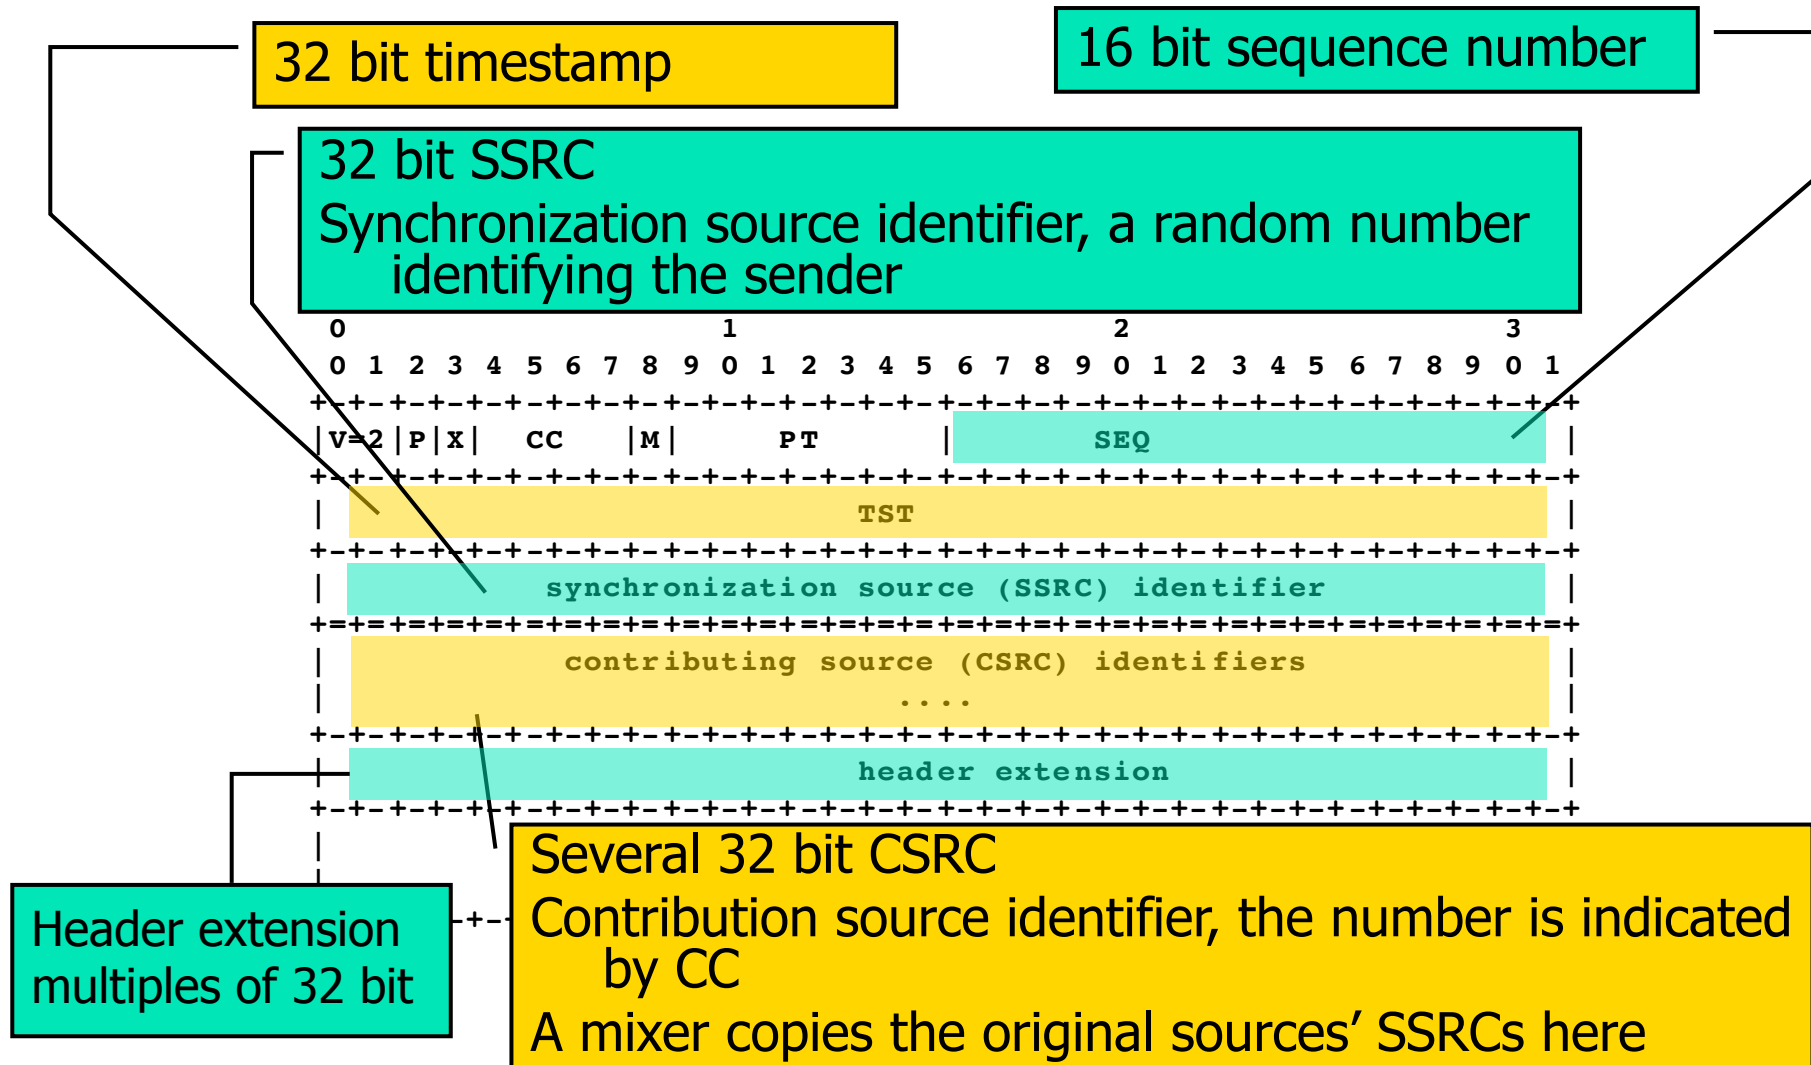 32 bit timestamp
16 bit sequence number
32 bit SSRC
Synchronization source identifier, a random number
identifying the sender
0 1 2 3
0 1 2 3 4 5 6 7 8 9 0 1 2 3 4 5 6 7 8 9 0 1 2 3 4 5 6 7 8 9 0 1
+-+-+-+-+-+-+-+-+-+-+-+-+-+-+-+-+-+-+-+-+-+-+-+-+-+-+-+-+-+-+-+-+
|V=2|P|X| CC |M| PT | SEQ |
+-+-+-+-+-+-+-+-+-+-+-+-+-+-+-+-+-+-+-+-+-+-+-+-+-+-+-+-+-+-+-+-+
| TST |
+-+-+-+-+-+-+-+-+-+-+-+-+-+-+-+-+-+-+-+-+-+-+-+-+-+-+-+-+-+-+-+-+
| synchronization source (SSRC) identifier |
+=+=+=+=+=+=+=+=+=+=+=+=+=+=+=+=+=+=+=+=+=+=+=+=+=+=+=+=+=+=+=+=+
| contributing source (CSRC) identifiers |
| .... |
+-+-+-+-+-+-+-+-+-+-+-+-+-+-+-+-+-+-+-+-+-+-+-+-+-+-+-+-+-+-+-+-+
| header extension |
+-+-+-+-+-+-+-+-+-+-+-+-+-+-+-+-+-+-+-+-+-+-+-+-+-+-+-+-+-+-+-+-+
|
|
-+-
Header extension
multiples of 32 bit
Several 32 bit CSRC
Contribution source identifier, the number is indicated
by CC
A mixer copies the original sources’ SSRCs here